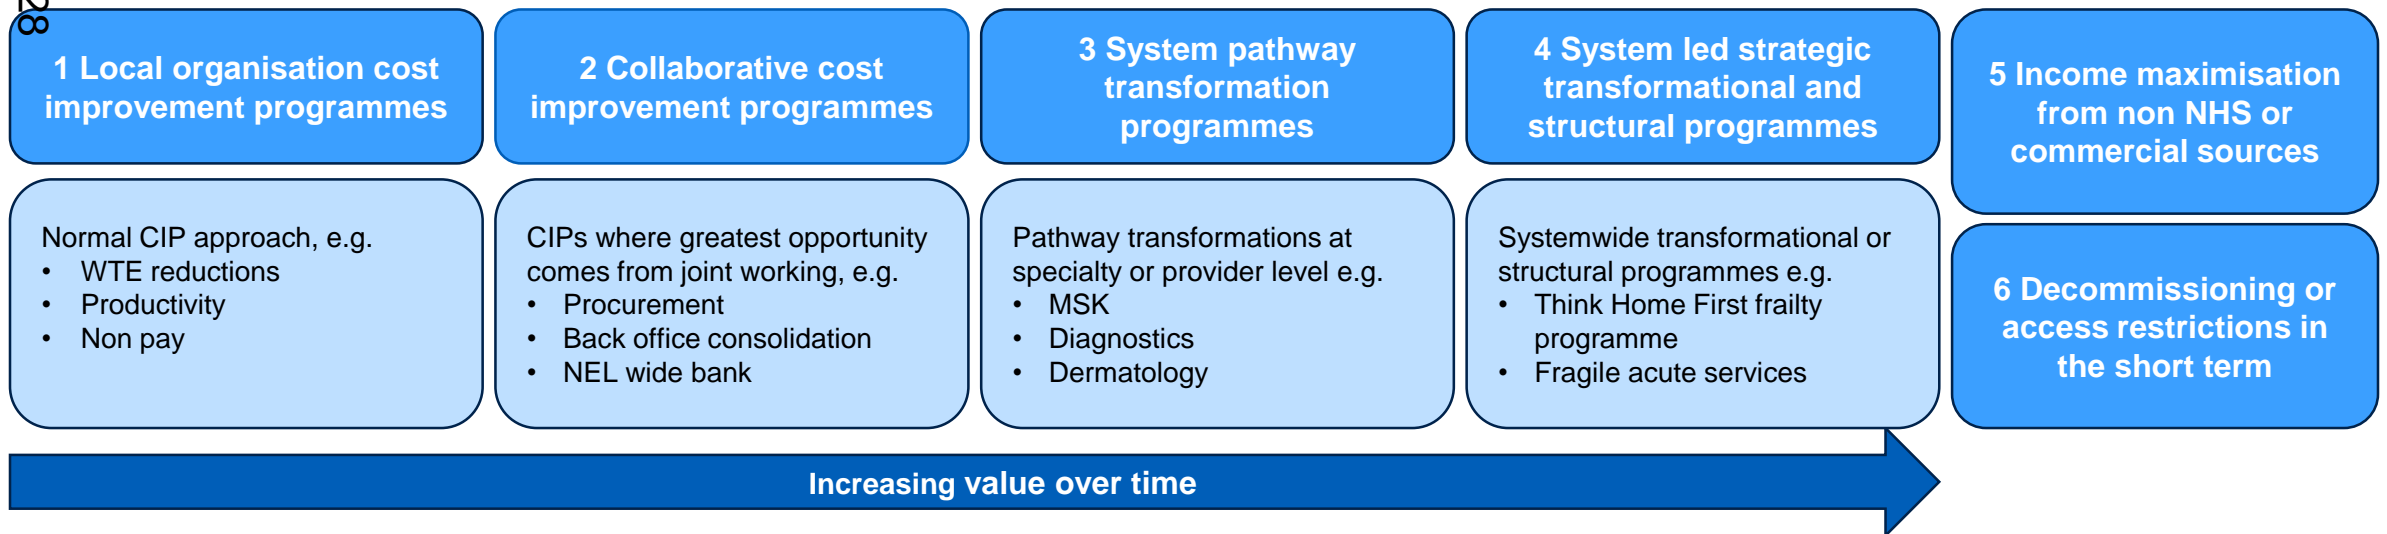 28
1 Local organisation cost
improvement programmes
2 Collaborative cost
improvement programmes
3 System pathway
transformation
programmes
4 System led strategic
transformational and
structural programmes
5 Income maximisation
from non NHS or
commercial sources
Normal CIP approach, e.g.
• WTE reductions
• Productivity
• Non pay
CIPs where greatest opportunity
comes from joint working, e.g.
• Procurement
• Back office consolidation
• NEL wide bank
Pathway transformations at
specialty or provider level e.g.
• MSK
• Diagnostics
• Dermatology
Systemwide transformational or
structural programmes e.g.
• Think Home First frailty
programme
• Fragile acute services
6 Decommissioning or
access restrictions in
the short term
Increasing value over time